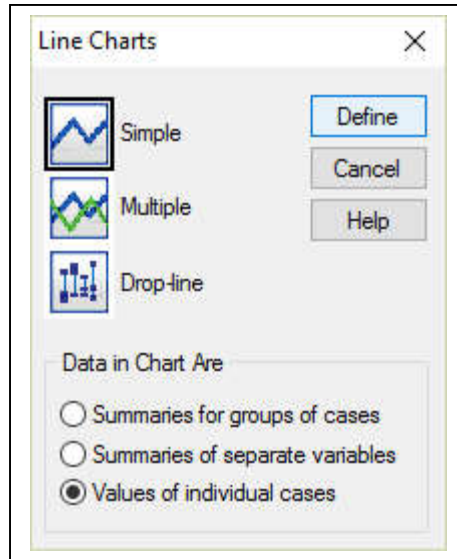 Line Charts
Simple
Define
Cancel
Multiple
Help
Drop-line
Data in Chart Are
Summaries for groups of cases
Summaries of separate variables
Values of individual cases